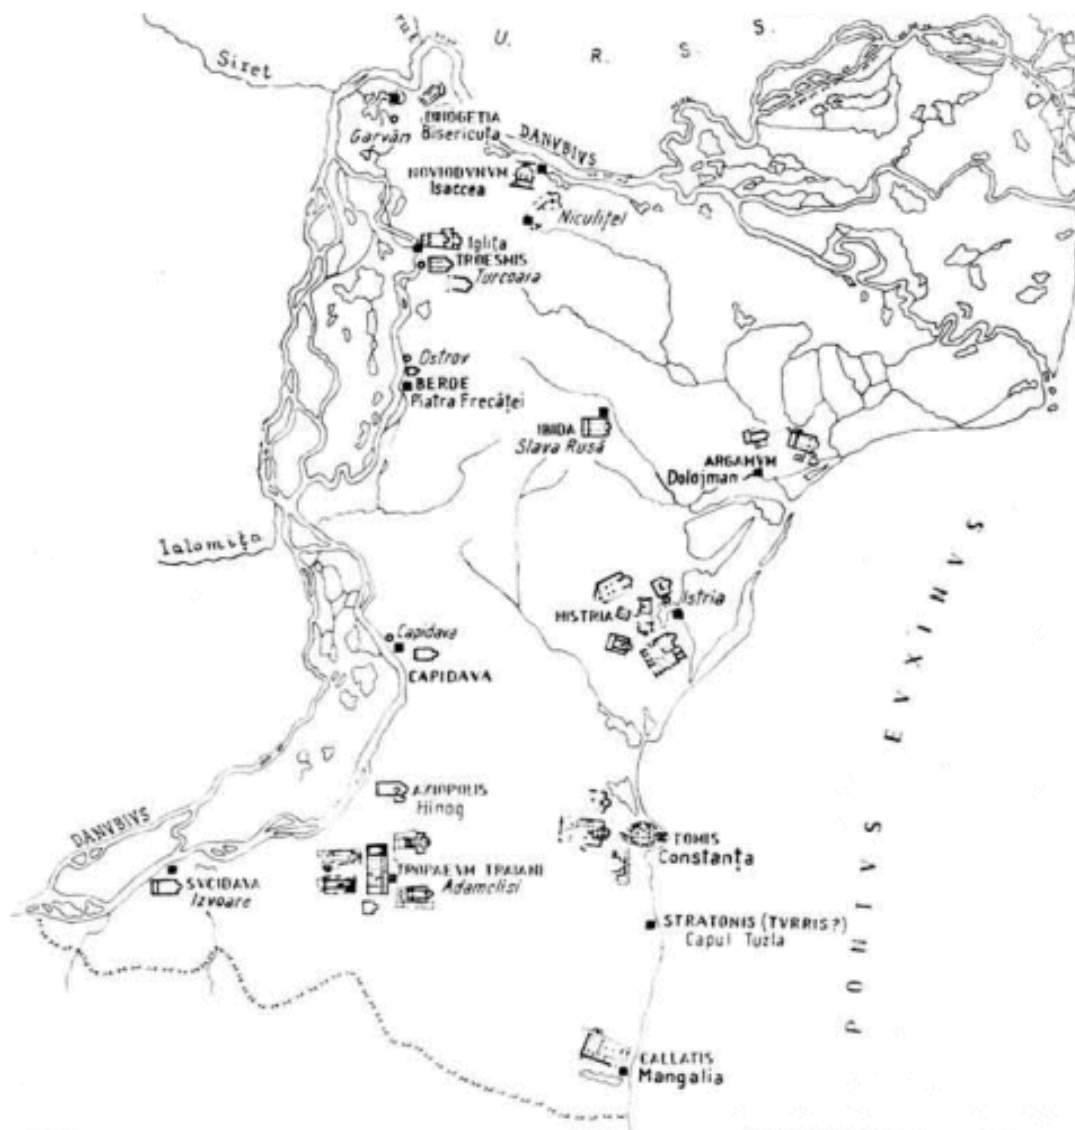 U. R. S. S.
Siret
Garvăn
DINOGETIA
Bisericuța
DANVBIVS
NOVIODVNVM
Isaccea
Niculițel
Iglița
TROESMIS
Turcoaia
Ostrov
BEROE
Piatra Frecăței
IBIDA
Slava Rusă
ARGAMVM
Dolojman
Ialomița
HISTRIA
Istria
Capidava
CAPIDAVA
PONTVS EVXINVS
AXIOPOLIS
Hinog
DANVBIVS
TOMIS
Constanța
TROPAEVM TRAIANI
Adamclisi
SVCIDAVA
Izvoare
STRATONIS (TVRRIS?)
Capul Tuzla
CALLATIS
Mangalia